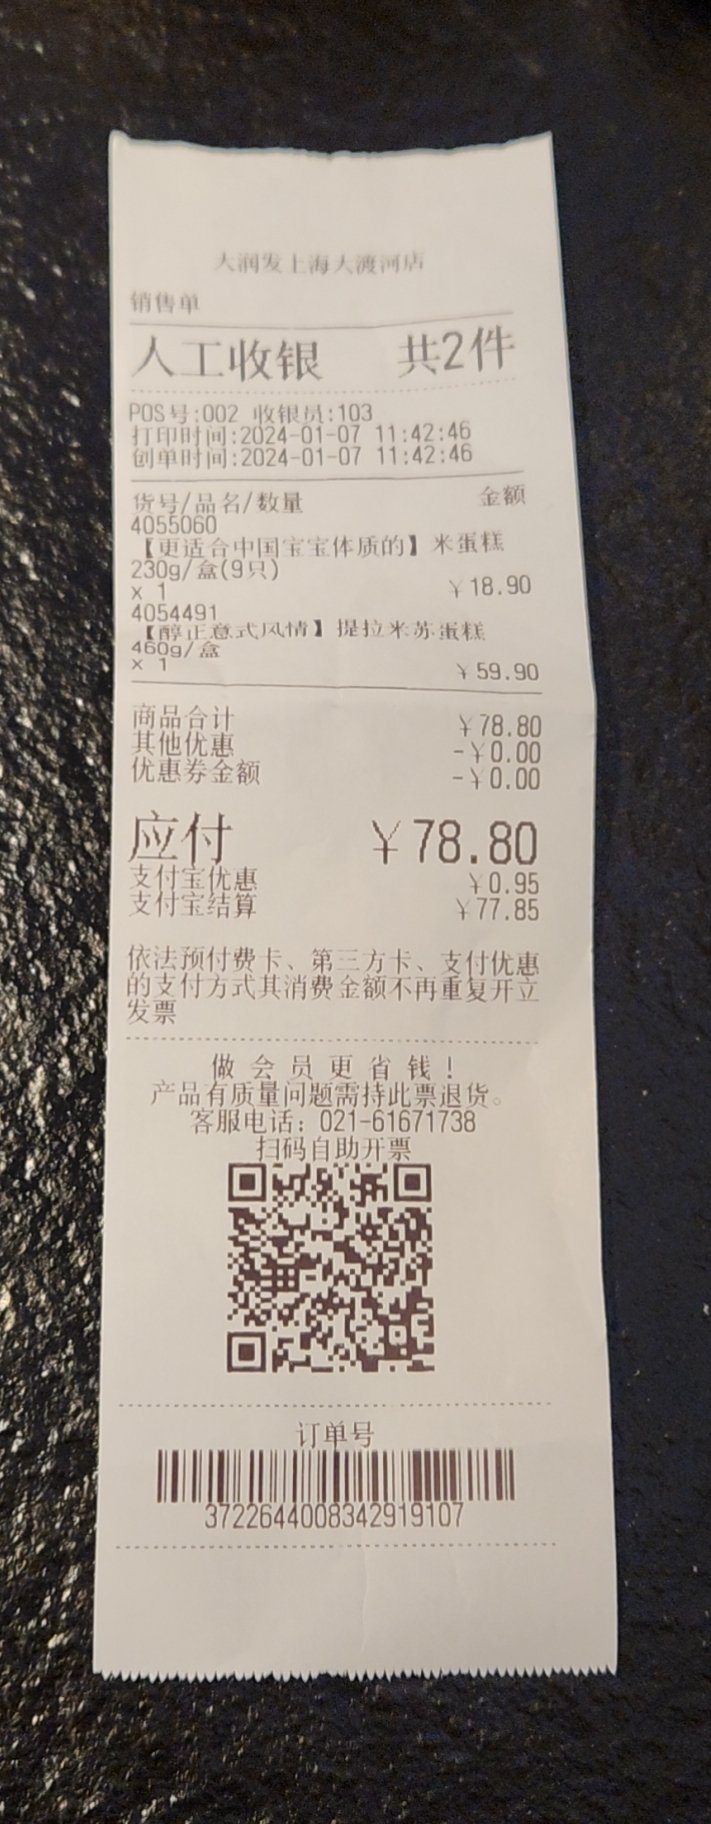 大润发上海大渡河店
销售单
人工收银 共2件
POS号:002 收银员:103
打印时间:2024-01-07 11:42:46
创单时间:2024-01-07 11:42:46
货号/品名/数量 金额
4055060
【更适合中国宝宝体质的】米蛋糕
230g/盒(9只)
x 1 ￥18.90
4054491
【醇正意式风情】提拉米苏蛋糕
460g/盒
x 1 ￥59.90
商品合计 ￥78.80
其他优惠 -￥0.00
优惠券金额 -￥0.00
应付 ￥78.80
支付宝优惠 ￥0.95
支付宝结算 ￥77.85
依法预付费卡、第三方卡、支付优惠
的支付方式其消费金额不再重复开立
发票
做会员更省钱！
产品有质量问题需持此票退货。
客服电话：021-61671738
扫码自助开票
订单号
3722644008342919107